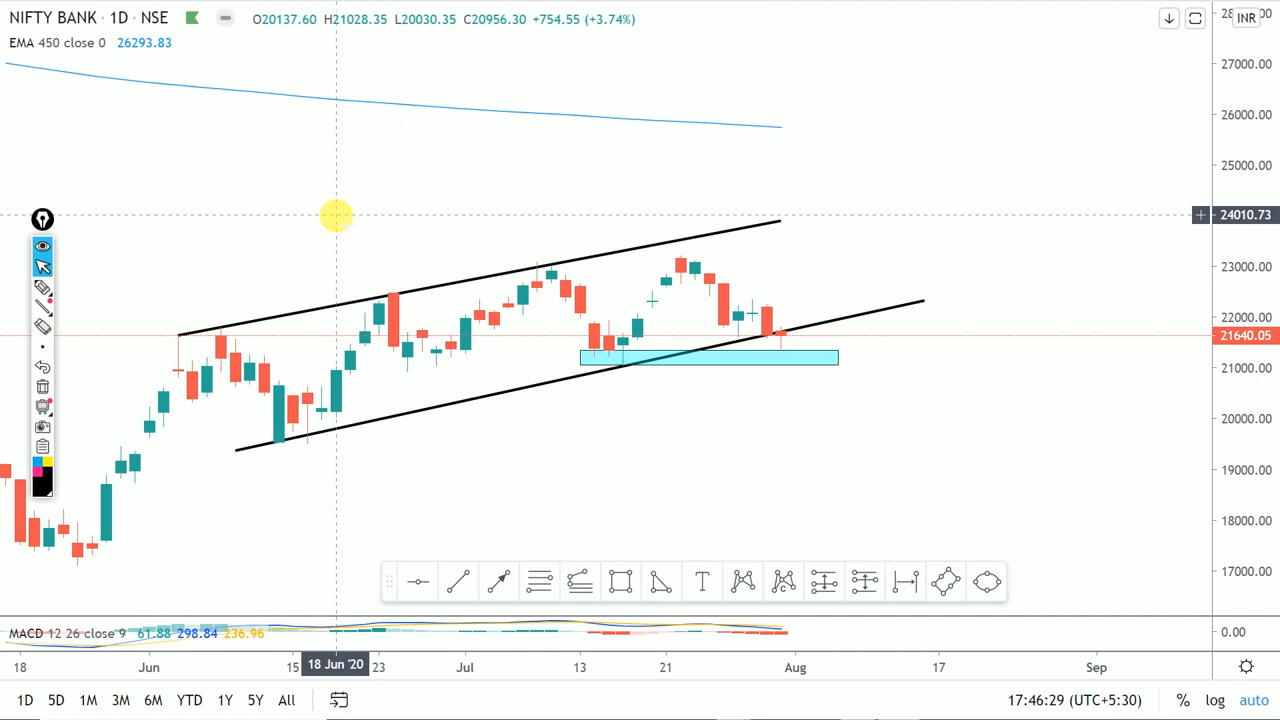 NIFTY BANK · 1D · NSE O20137.60 H21028.35 L20030.35 C20956.30 +754.55 (+3.74%)
INR
EMA 450 close 0 26293.83
27000.00
26000.00
25000.00
24010.73
23000.00
22000.00
21640.05
21000.00
20000.00
19000.00
18000.00
17000.00
T
C
MACD 12 26 close 9 61.88 298.84 236.96
0.00
18 Jun 15 18 Jun '20 23 Jul 13 21 Aug 17 Sep
1D 5D 1M 3M 6M YTD 1Y 5Y All 17:46:29 (UTC+5:30) % log auto